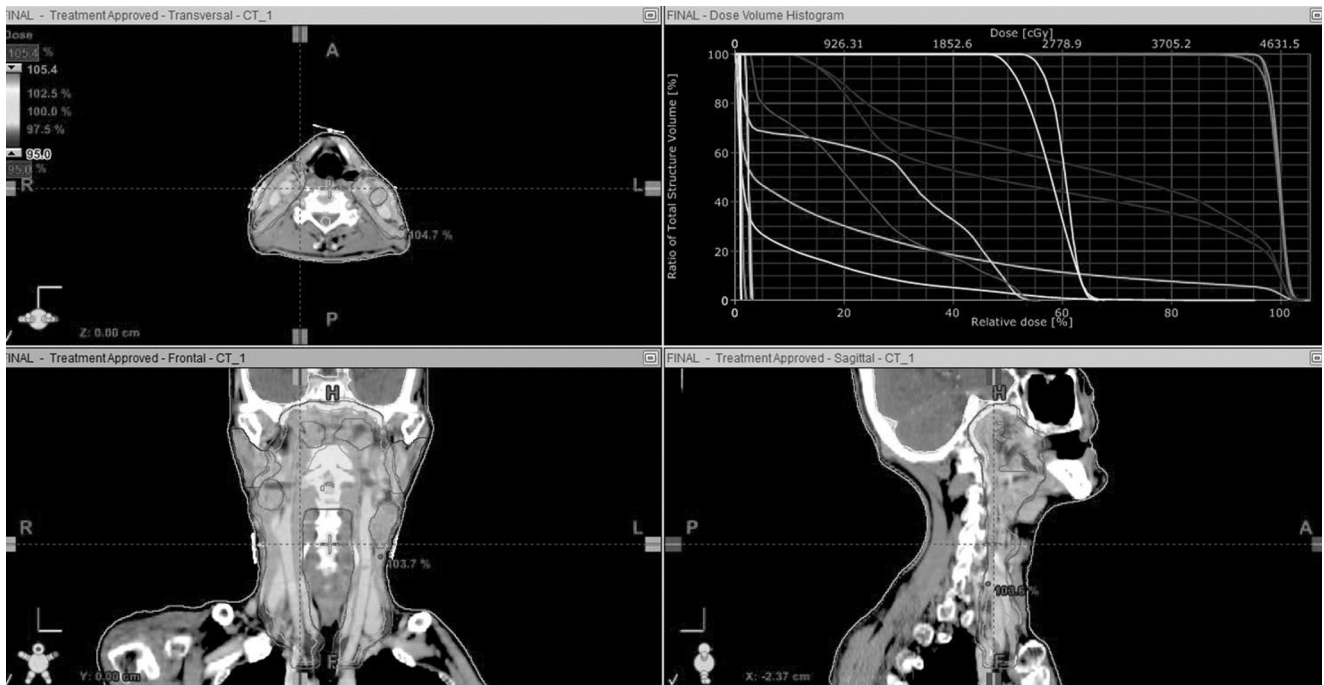 FINAL - Treatment Approved - Transversal - CT_1
Dose
105.4 %
105.4
102.5 %
100.0 %
97.5 %
95.0
95.0 %
A
R
L
104.7 %
P
Z: 0.00 cm
FINAL - Dose Volume Histogram
Dose [cGy]
0 926.31 1852.6 2778.9 3705.2 4631.5
Ratio of Total Structure Volume [%]
100
80
60
40
20
0
0 20 40 60 80 100
Relative dose [%]
FINAL - Treatment Approved - Frontal - CT_1
H
R
L
103.7 %
F
Y: 0.00 cm
FINAL - Treatment Approved - Sagittal - CT_1
H
P
A
F
X: -2.37 cm